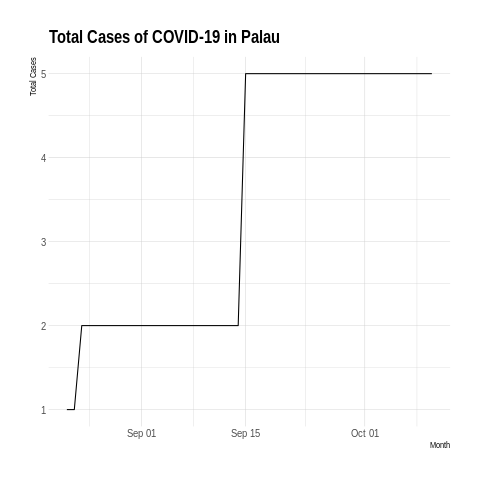 Total Cases of COVID-19 in Palau
Total Cases
5
4
3
2
1
Sep 01 Sep 15 Oct 01
Month